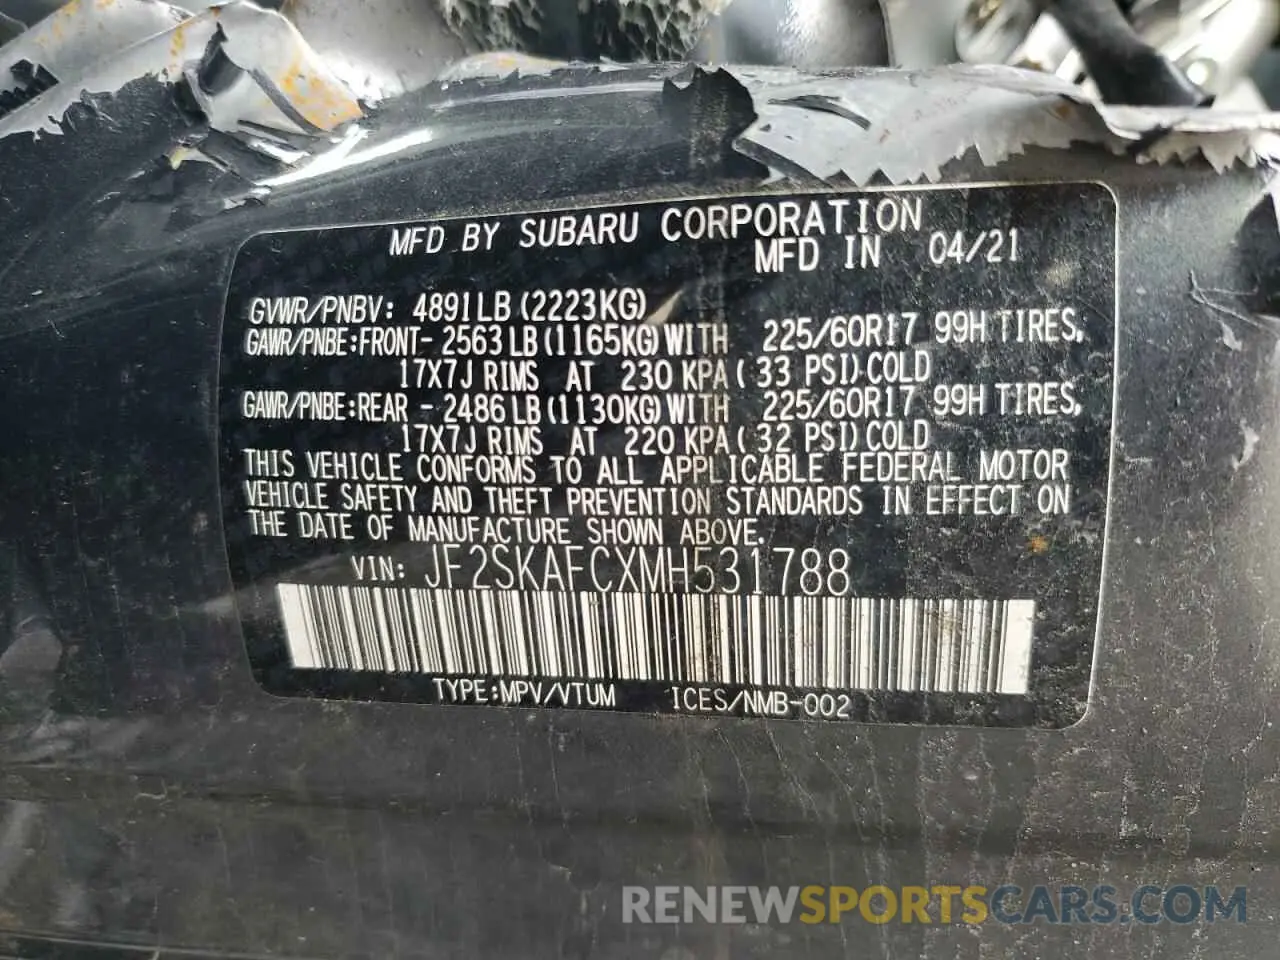 MFD BY SUBARU CORPORATION
MFD IN 04/21
GVWR/PNBV: 4891LB (2223KG)
GAWR/PNBE:FRONT- 2563LB (1165KG) WITH 225/60R17 99H TIRES,
17X7J RIMS AT 230 KPA ( 33 PSI) COLD
GAWR/PNBE:REAR - 2486LB (1130KG) WITH 225/60R17 99H TIRES,
17X7J RIMS AT 220 KPA ( 32 PSI) COLD
THIS VEHICLE CONFORMS TO ALL APPLICABLE FEDERAL MOTOR
VEHICLE SAFETY AND THEFT PREVENTION STANDARDS IN EFFECT ON
THE DATE OF MANUFACTURE SHOWN ABOVE.
VIN: JF2SKAFCXMH531788
TYPE:MPV/VTUM ICES/NMB-002
RENEWSPORTSCARS.COM